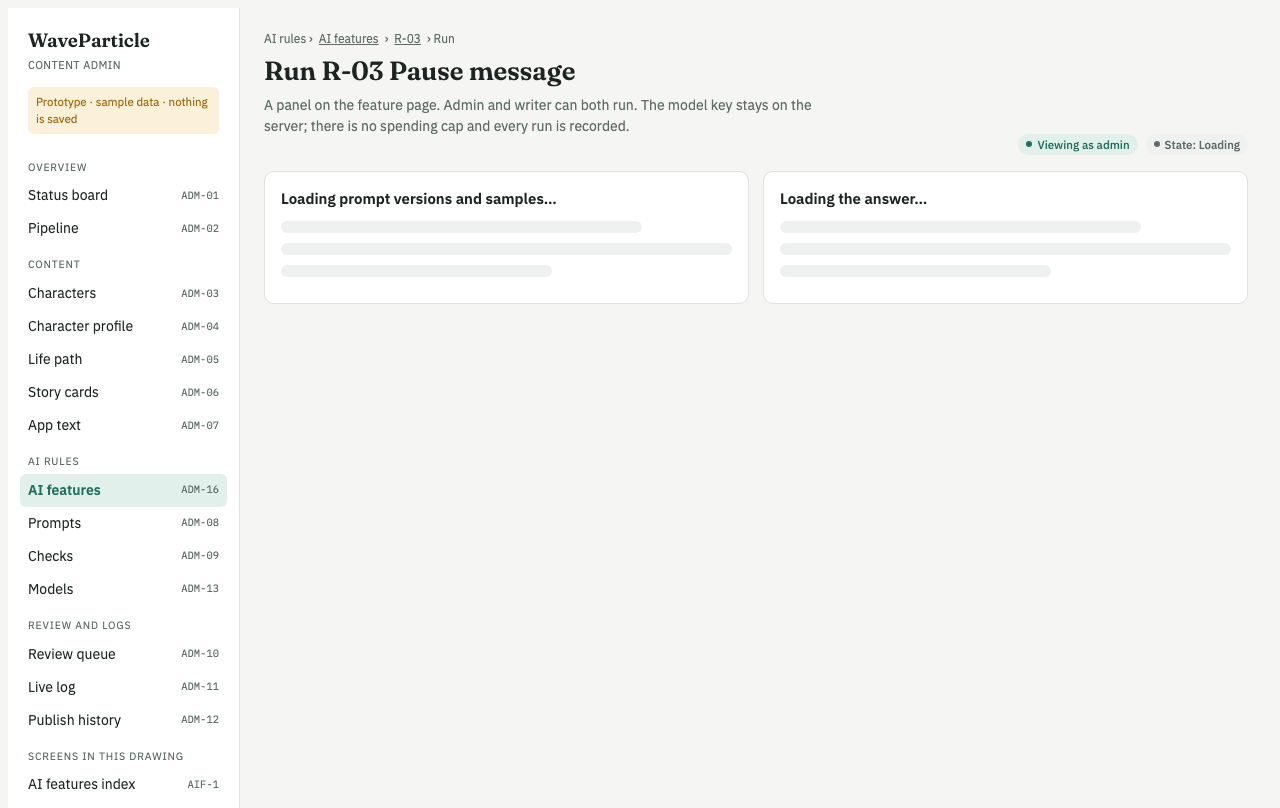 WaveParticle
CONTENT ADMIN
Prototype · sample data · nothing
is saved
OVERVIEW
Status board ADM-01
Pipeline ADM-02
CONTENT
Characters ADM-03
Character profile ADM-04
Life path ADM-05
Story cards ADM-06
App text ADM-07
AI RULES
AI features ADM-16
Prompts ADM-08
Checks ADM-09
Models ADM-13
REVIEW AND LOGS
Review queue ADM-10
Live log ADM-11
Publish history ADM-12
SCREENS IN THIS DRAWING
AI features index AIF-1
AI rules › AI features › R-03 › Run
Run R-03 Pause message
A panel on the feature page. Admin and writer can both run. The model key stays on the
server; there is no spending cap and every run is recorded.
Viewing as admin State: Loading
Loading prompt versions and samples…
Loading the answer…